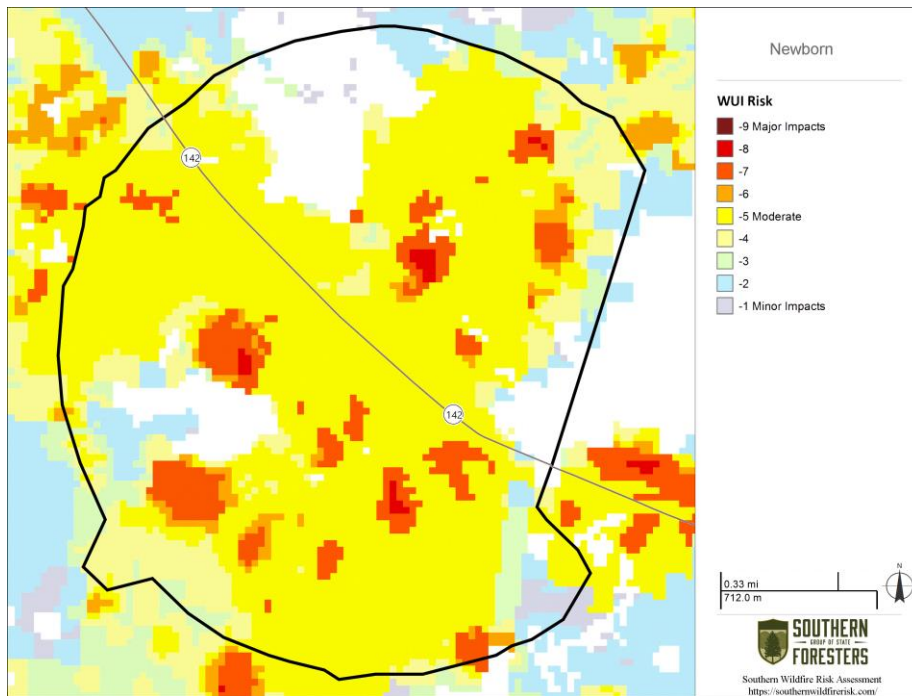 Newborn
WUI Risk
-9 Major Impacts
-8
-7
-6
-5 Moderate
-4
-3
-2
-1 Minor Impacts
142
142
0.33 mi
712.0 m
N
SOUTHERN
GROUP OF STATE
FORESTERS
Southern Wildfire Risk Assessment
https://southernwildfirerisk.com/